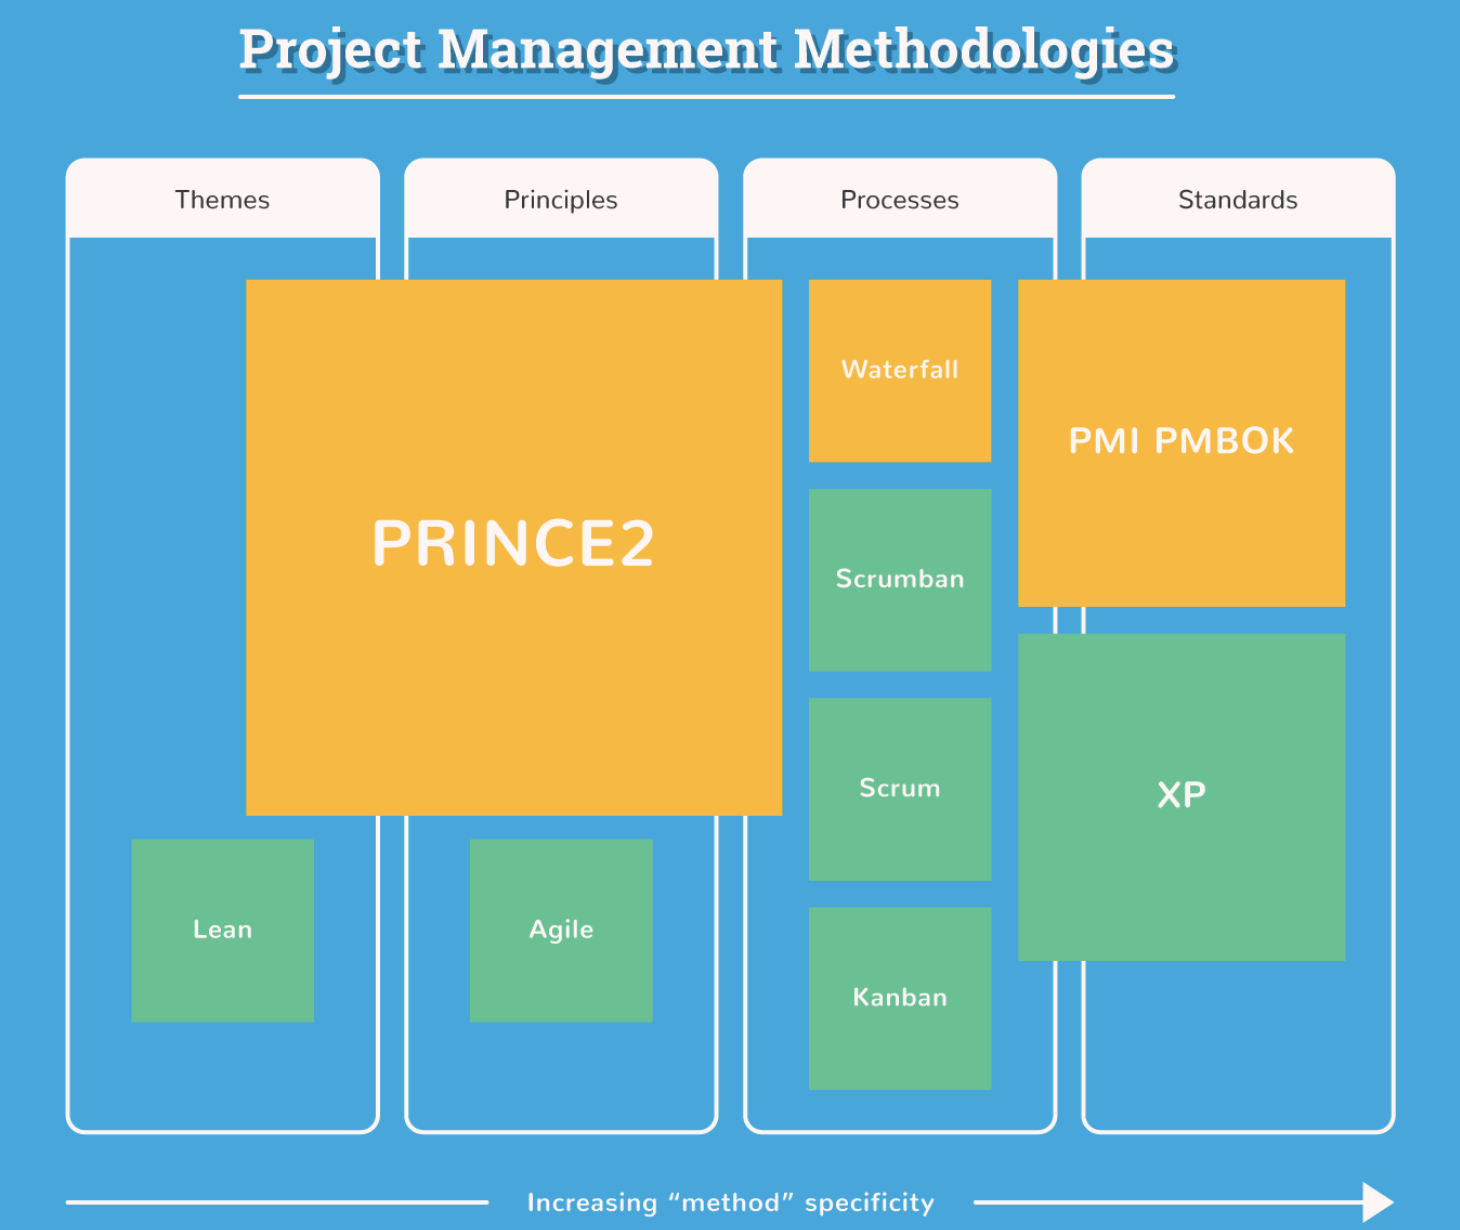 Project Management Methodologies
Themes
Principles
Processes
Standards
PRINCE2
Waterfall
PMI PMBOK
Scrumban
Scrum
XP
Lean
Agile
Kanban
Increasing “method” specificity